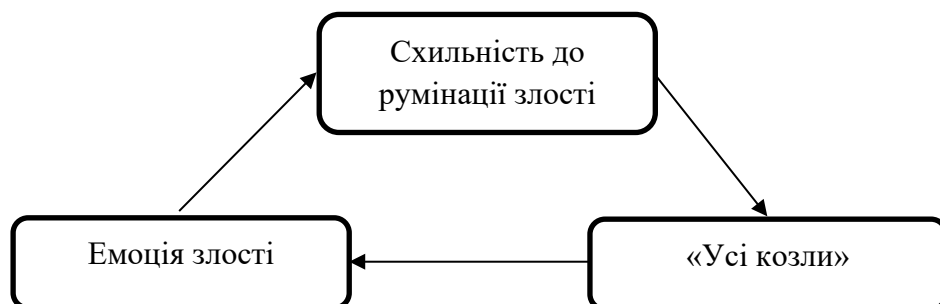 Схильність до
румінації злості
Емоція злості
«Усі козли»